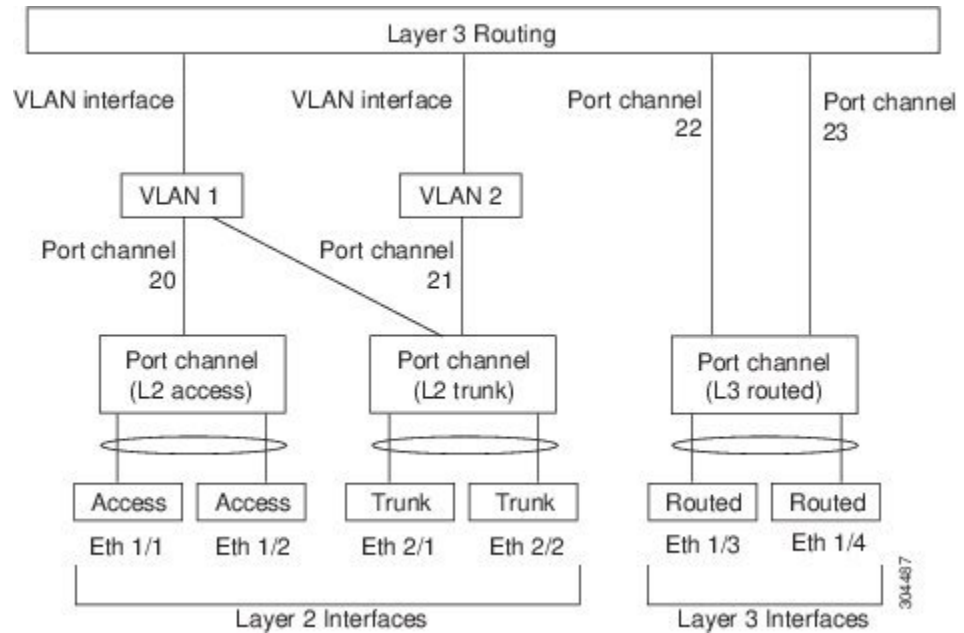 Layer 3 Routing
VLAN interface
VLAN interface
Port channel
22
Port channel
23
VLAN 1
VLAN 2
Port channel
20
Port channel
21
Port channel
(L2 access)
Port channel
(L2 trunk)
Port channel
(L3 routed)
Access
Access
Trunk
Trunk
Routed
Routed
Eth 1/1
Eth 1/2
Eth 2/1
Eth 2/2
Eth 1/3
Eth 1/4
304487
Layer 2 Interfaces
Layer 3 Interfaces